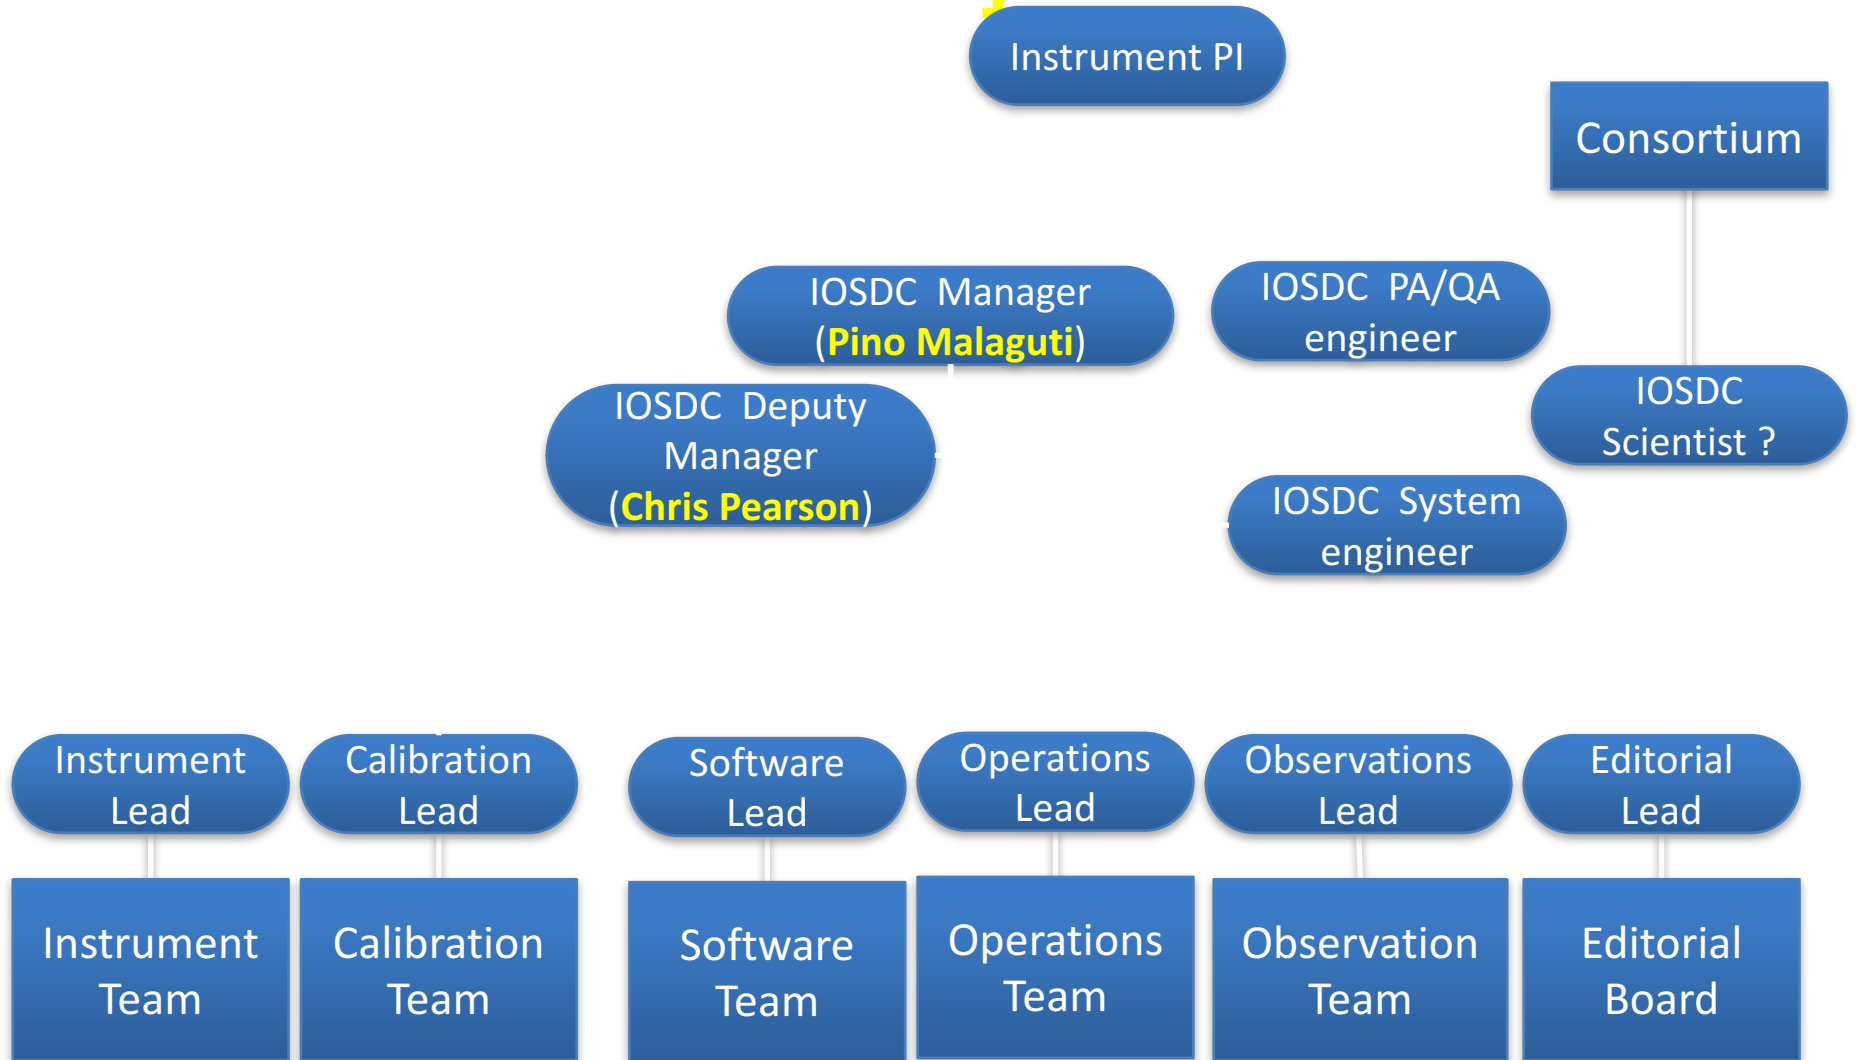 Instrument PI
Consortium
IOSDC Manager
(Pino Malaguti)
IOSDC PA/QA
engineer
IOSDC Deputy
Manager
(Chris Pearson)
IOSDC
Scientist ?
IOSDC System
engineer
Instrument
Lead
Calibration
Lead
Software
Lead
Operations
Lead
Observations
Lead
Editorial
Lead
Instrument
Team
Calibration
Team
Software
Team
Operations
Team
Observation
Team
Editorial
Board